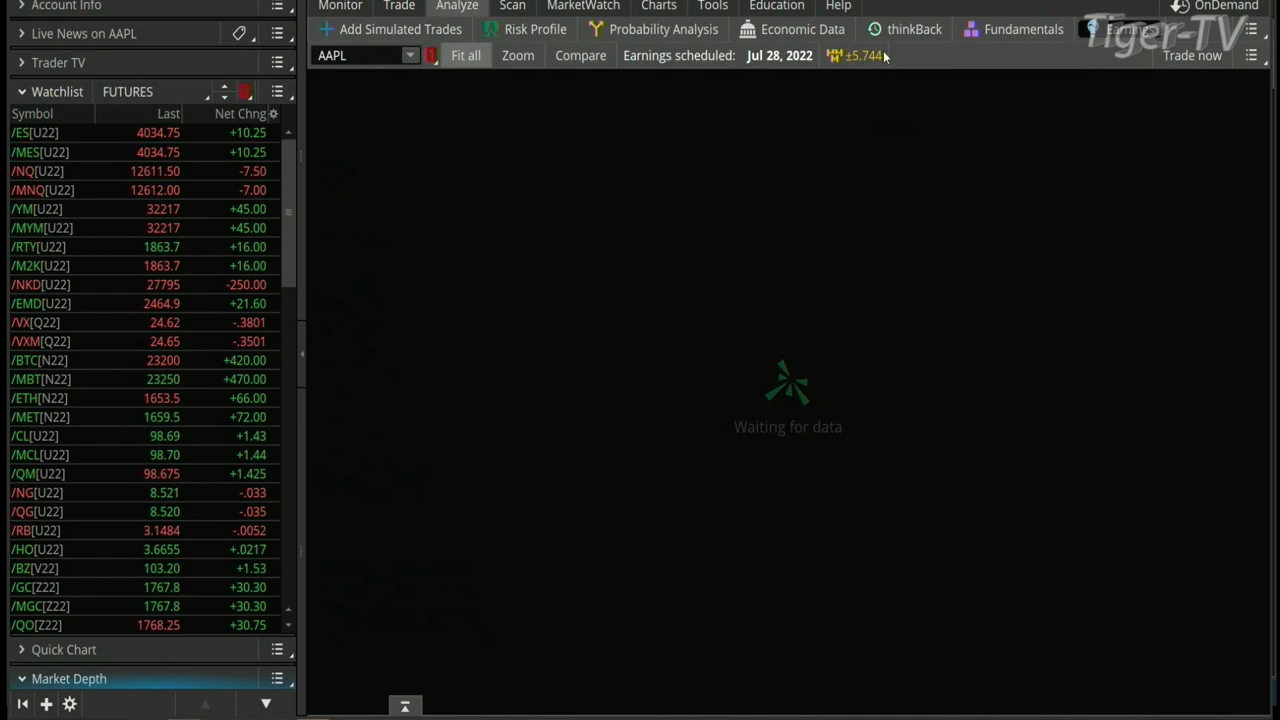 Account Info
Monitor Trade Analyze Scan MarketWatch Charts Tools Education Help OnDemand
Live News on AAPL
Add Simulated Trades Risk Profile Probability Analysis Economic Data thinkBack Fundamentals Earnings
Tiger-TV
AAPL Fit all Zoom Compare Earnings scheduled: Jul 28, 2022 ±5.744 Trade now
Trader TV
Watchlist FUTURES
Symbol Last Net Chng
/ES[U22] 4034.75 +10.25
/MES[U22] 4034.75 +10.25
/NQ[U22] 12611.50 -7.50
/MNQ[U22] 12612.00 -7.00
/YM[U22] 32217 +45.00
/MYM[U22] 32217 +45.00
/RTY[U22] 1863.7 +16.00
/M2K[U22] 1863.7 +16.00
/NKD[U22] 27795 -250.00
/EMD[U22] 2464.9 +21.60
/VX[Q22] 24.62 -.3801
/VXM[Q22] 24.65 -.3501
/BTC[N22] 23200 +420.00
/MBT[N22] 23250 +470.00
/ETH[N22] 1653.5 +66.00
/MET[N22] 1659.5 +72.00
/CL[U22] 98.69 +1.43
/MCL[U22] 98.70 +1.44
/QM[U22] 98.675 +1.425
/NG[U22] 8.521 -.033
/QG[U22] 8.520 -.035
/RB[U22] 3.1484 -.0052
/HO[U22] 3.6655 +.0217
/BZ[V22] 103.20 +1.53
/GC[Z22] 1767.8 +30.30
/MGC[Z22] 1767.8 +30.30
/QO[Z22] 1768.25 +30.75
Waiting for data
Quick Chart
Market Depth